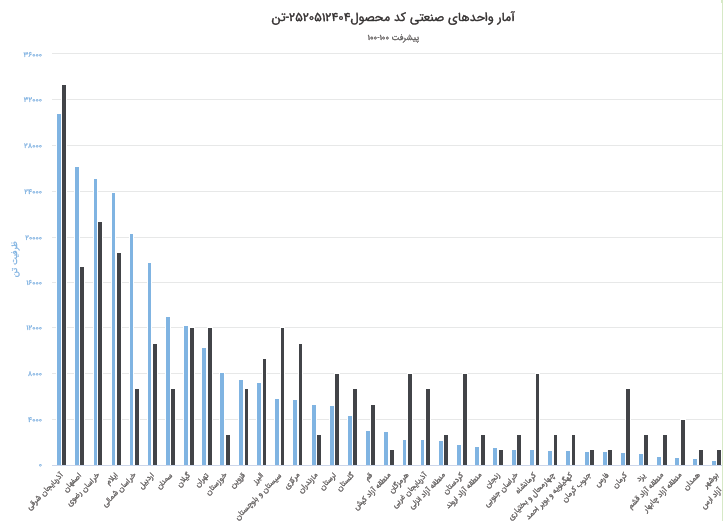 آمار واحدهای صنعتی کد محصول۲۵۲۰۵۱۲۴۰۴-تن
پیشرفت ۱۰۰-۱۰۰
۳۶۰۰۰
۳۲۰۰۰
۲۸۰۰۰
۲۴۰۰۰
۲۰۰۰۰
۱۶۰۰۰
۱۲۰۰۰
۸۰۰۰
۴۰۰۰
۰
ظرفیت تن
آذربایجان شرقی
اصفهان
خراسان رضوی
ایلام
خراسان شمالی
اردبیل
سمنان
گیلان
تهران
خوزستان
قزوین
البرز
سیستان و بلوچستان
مرکزی
مازندران
لرستان
گلستان
قم
منطقه آزاد کیش
هرمزگان
آذربایجان غربی
منطقه آزاد انزلی
کردستان
منطقه آزاد اروند
زنجان
خراسان جنوبی
کرمانشاه
چهارمحال و بختیاری
کهگیلویه و بویر احمد
جنوب کرمان
فارس
کرمان
یزد
منطقه آزاد قشم
منطقه آزاد چابهار
همدان
بوشهر
آزاد ارس